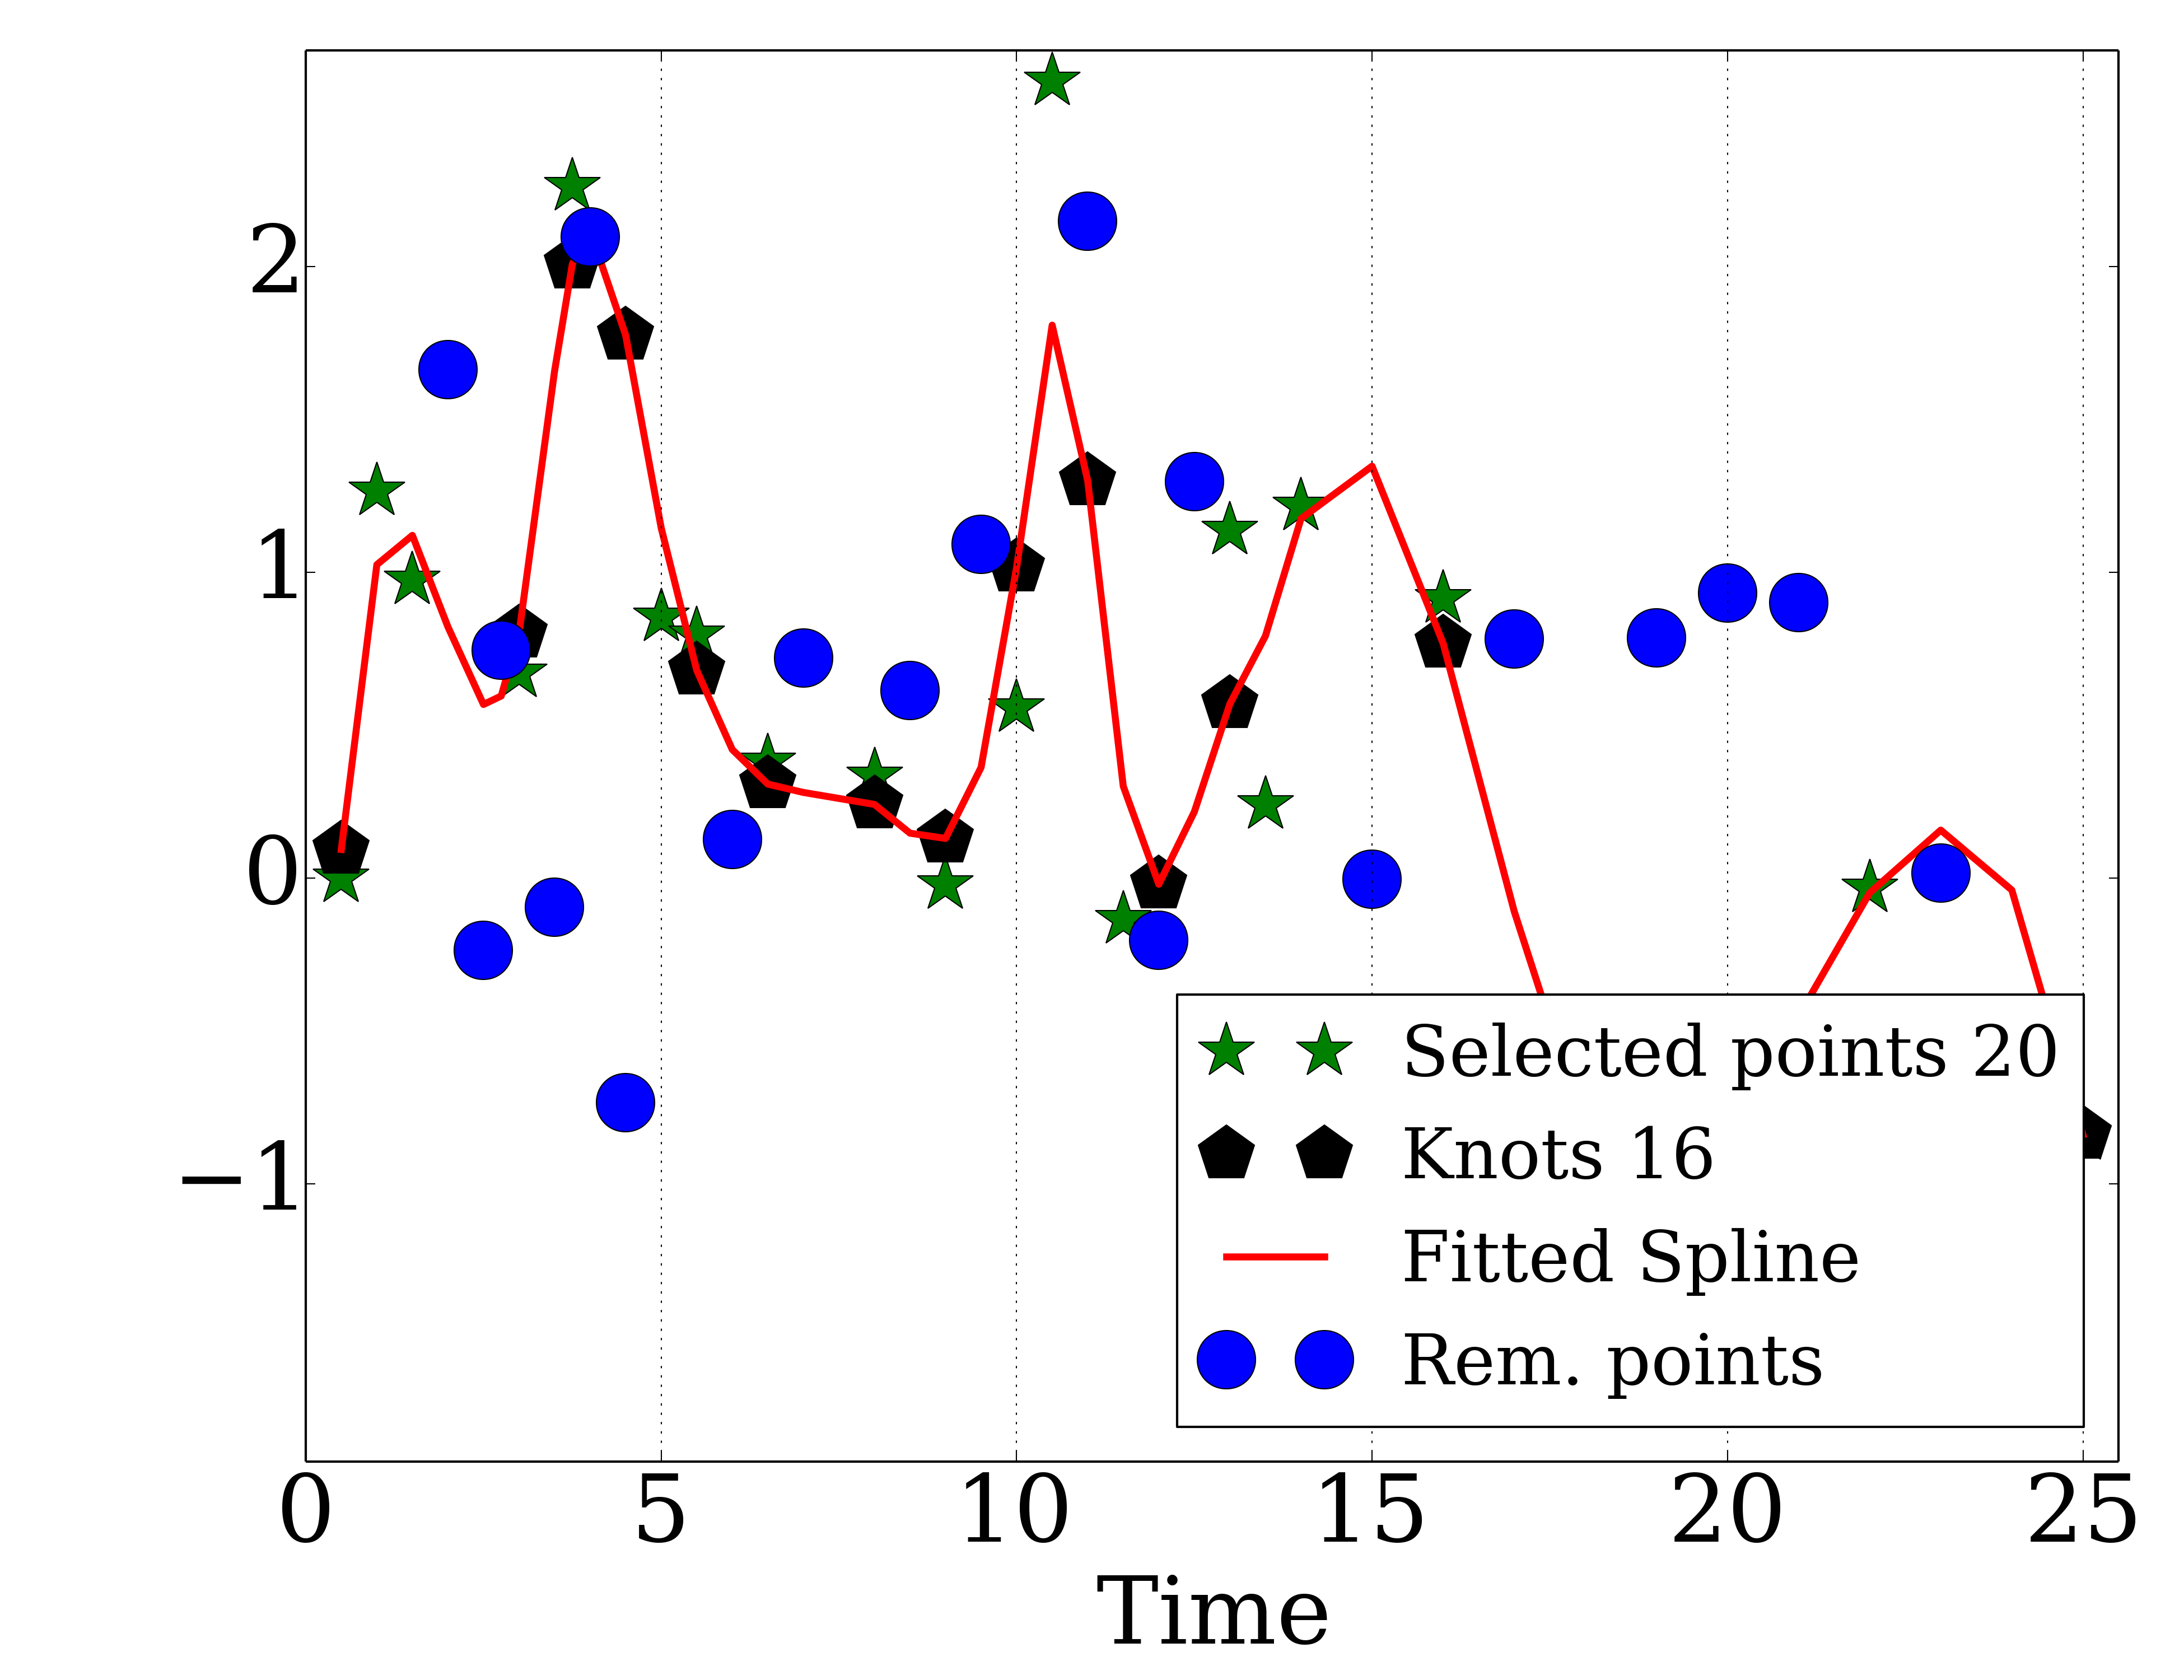 2
1
0
−1
Selected points 20
Knots 16
Fitted Spline
Rem. points
0 5 10 15 20 25
Time